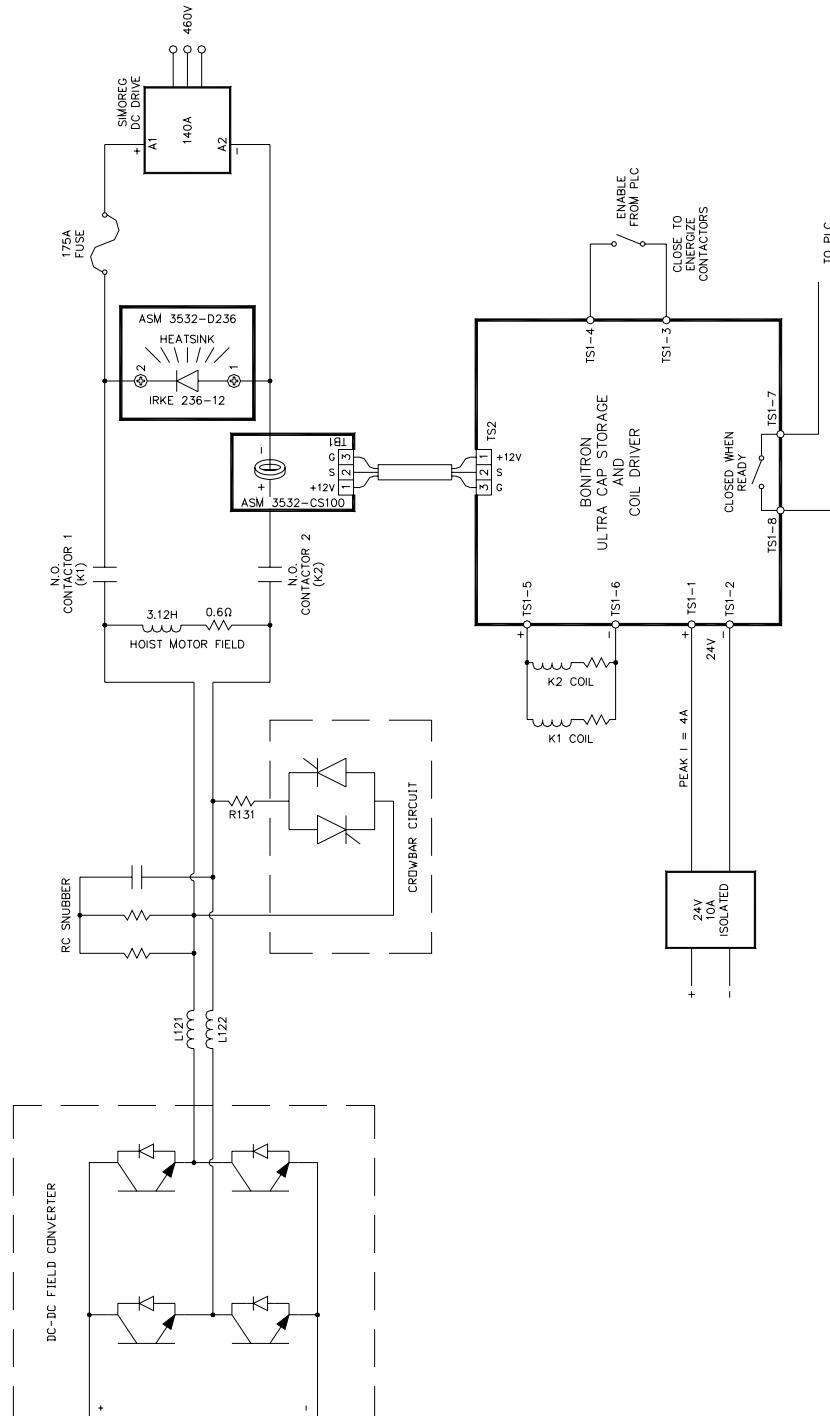 460V
SIMOREG
DC DRIVE
+
A1
140A
A2
-
175A
FUSE
ASM 3532-D236
HEATSINK
2
1
IRKE 236-12
- +
TB1
G 3
S 2
+12V 1
ASM 3532-CS100
N.O.
CONTACTOR 1
(K1)
N.O.
CONTACTOR 2
(K2)
3.12H
0.6Ω
HOIST MOTOR FIELD
ENABLE
FROM PLC
CLOSE TO
ENERGIZE
CONTACTORS
TS1-4
TS1-3
TS2
1 +12V
2 S
3 G
BONITRON
ULTRA CAP STORAGE
AND
COIL DRIVER
CLOSED WHEN
READY
TS1-7
TS1-8
TO PLC
+ TS1-5
- TS1-6
K2 COIL
K1 COIL
+ TS1-1
24V
- TS1-2
PEAK I = 4A
24V
10A
ISOLATED
+
-
R131
CROWBAR CIRCUIT
RC SNUBBER
L121
L122
DC-DC FIELD CONVERTER
+
-